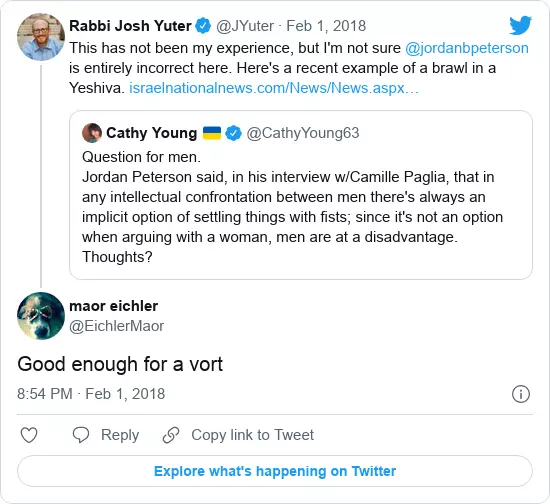 Rabbi Josh Yuter @JYuter · Feb 1, 2018
This has not been my experience, but I'm not sure @jordanbpeterson
is entirely incorrect here. Here's a recent example of a brawl in a
Yeshiva. israelnationalnews.com/News/News.aspx…
Cathy Young 🇺🇦 @CathyYoung63
Question for men.
Jordan Peterson said, in his interview w/Camille Paglia, that in
any intellectual confrontation between men there's always an
implicit option of settling things with fists; since it's not an option
when arguing with a woman, men are at a disadvantage.
Thoughts?
maor eichler
@EichlerMaor
Good enough for a vort
8:54 PM · Feb 1, 2018
Reply Copy link to Tweet
Explore what's happening on Twitter